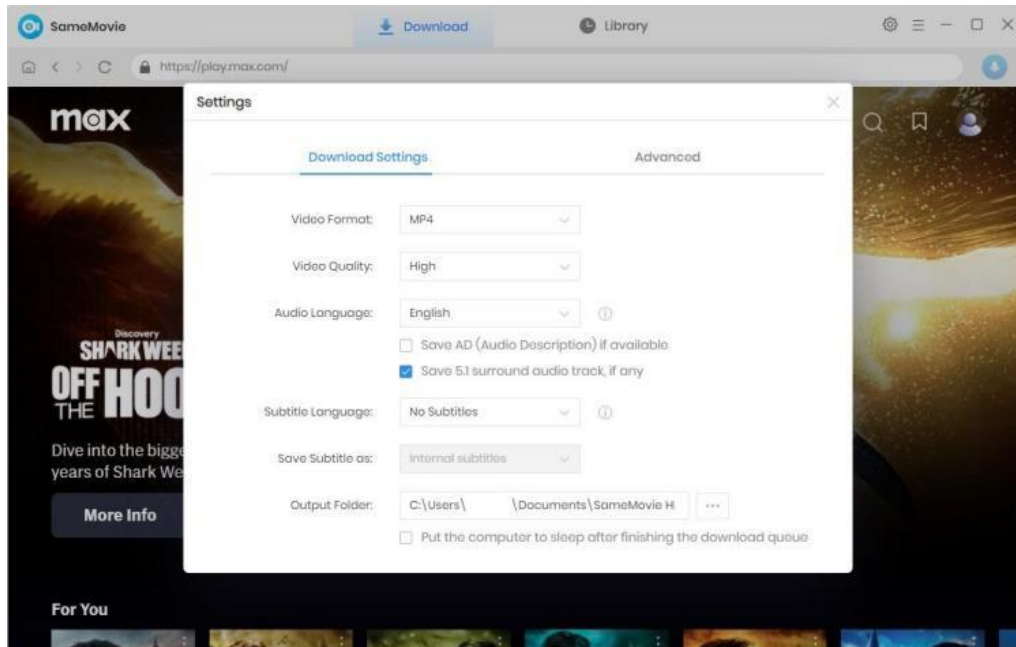 SameMovie
Download
Library
https://play.max.com/
max
Settings
Download Settings
Advanced
Video Format: MP4
Video Quality: High
Audio Language: English
Save AD (Audio Description) if available
Save 5.1 surround audio track, if any
Subtitle Language: No Subtitles
Save Subtitle as: Internal subtitles
Output Folder: C:\Users\ \Documents\SameMovie H
Put the computer to sleep after finishing the download queue
Discovery
SHARK WEE
OFF
THE HOO
Dive into the bigge
years of Shark We
More Info
For You